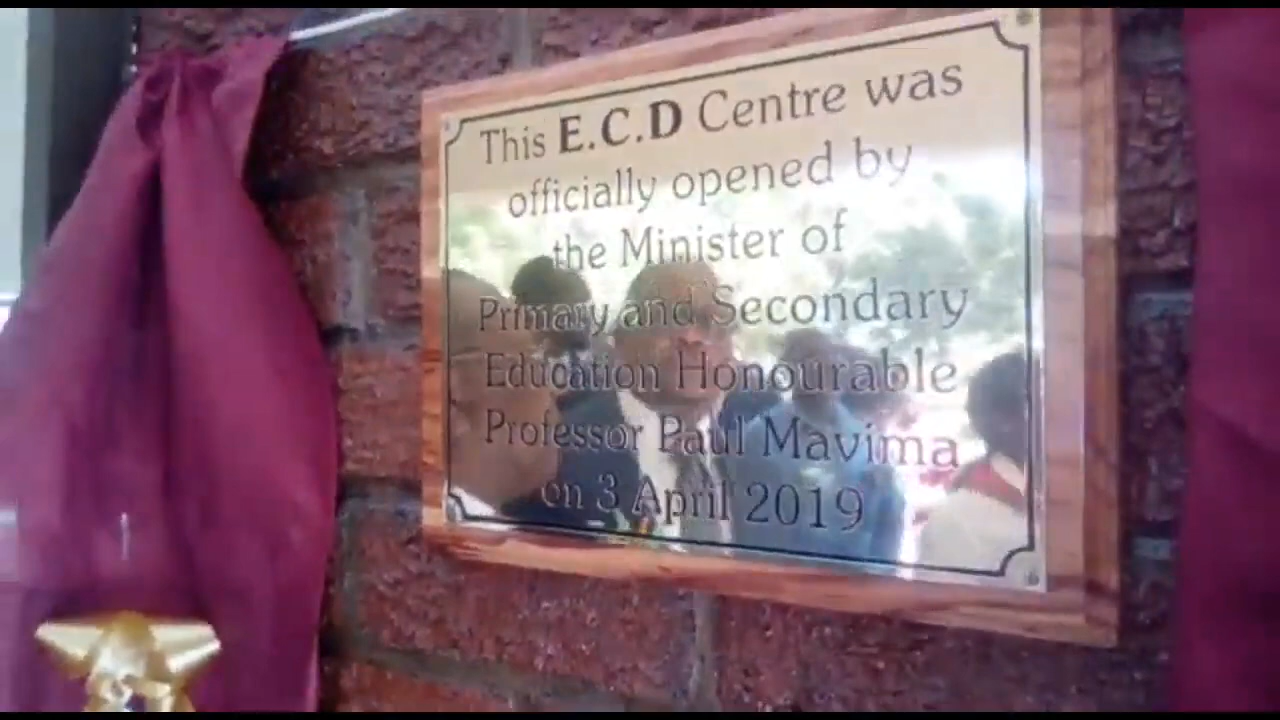 This E.C.D Centre was
officially opened by
the Minister of
Primary and Secondary
Education Honourable
Professor Paul Mavima
on 3 April 2019